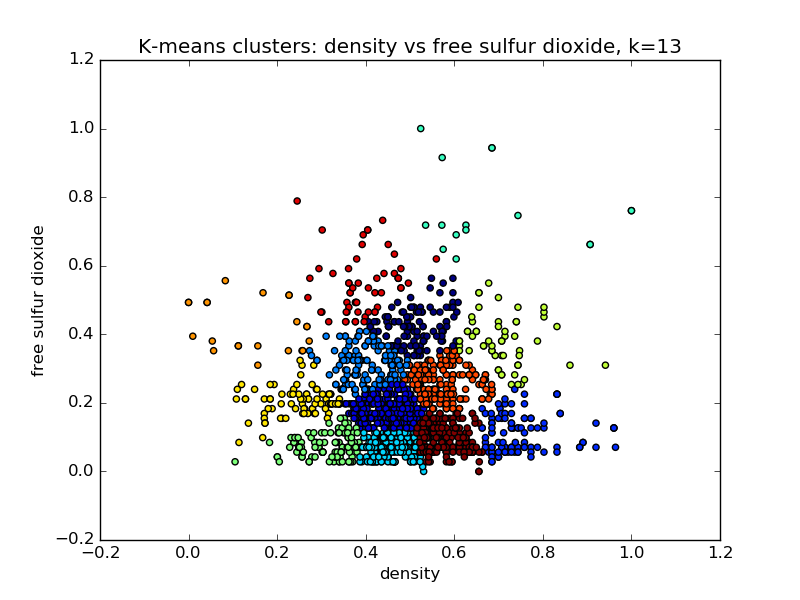 K-means clusters: density vs free sulfur dioxide, k=13
1.2
1.0
0.8
0.6
0.4
0.2
0.0
−0.2
free sulfur dioxide
−0.2 0.0 0.2 0.4 0.6 0.8 1.0 1.2
density